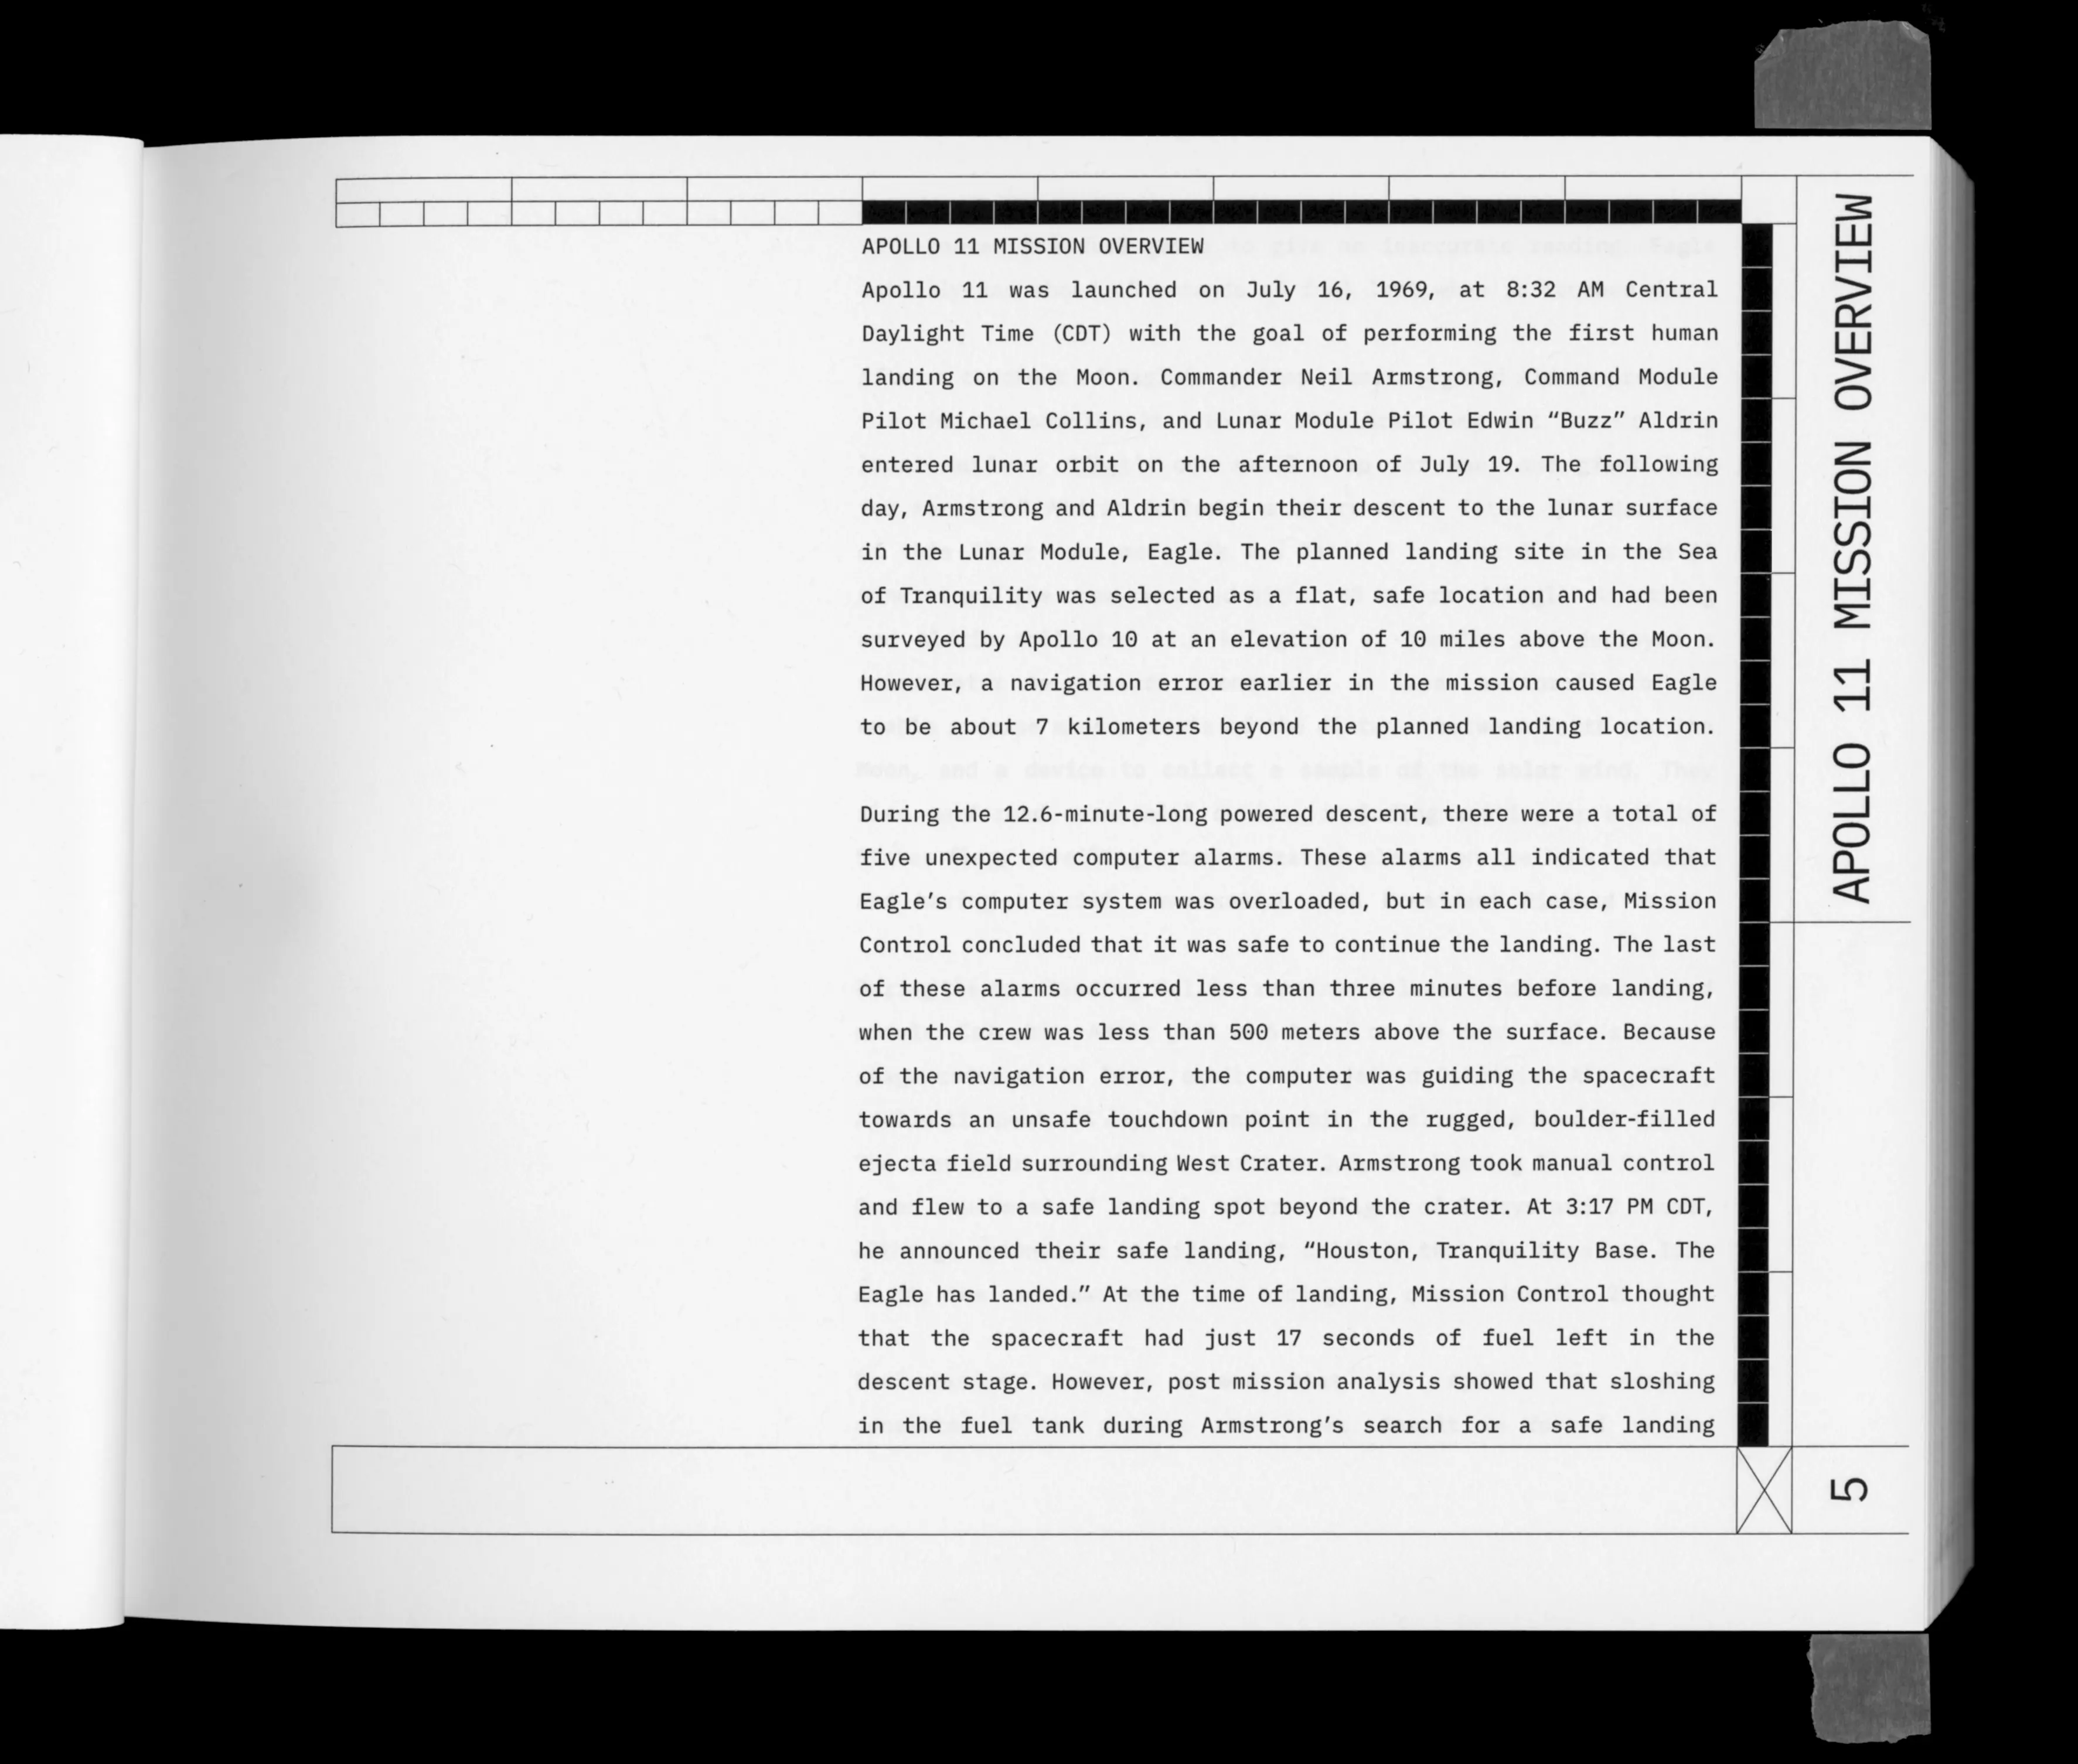 APOLLO 11 MISSION OVERVIEW
Apollo 11 was launched on July 16, 1969, at 8:32 AM Central
Daylight Time (CDT) with the goal of performing the first human
landing on the Moon. Commander Neil Armstrong, Command Module
Pilot Michael Collins, and Lunar Module Pilot Edwin “Buzz” Aldrin
entered lunar orbit on the afternoon of July 19. The following
day, Armstrong and Aldrin begin their descent to the lunar surface
in the Lunar Module, Eagle. The planned landing site in the Sea
of Tranquility was selected as a flat, safe location and had been
surveyed by Apollo 10 at an elevation of 10 miles above the Moon.
However, a navigation error earlier in the mission caused Eagle
to be about 7 kilometers beyond the planned landing location.
During the 12.6-minute-long powered descent, there were a total of
five unexpected computer alarms. These alarms all indicated that
Eagle’s computer system was overloaded, but in each case, Mission
Control concluded that it was safe to continue the landing. The last
of these alarms occurred less than three minutes before landing,
when the crew was less than 500 meters above the surface. Because
of the navigation error, the computer was guiding the spacecraft
towards an unsafe touchdown point in the rugged, boulder-filled
ejecta field surrounding West Crater. Armstrong took manual control
and flew to a safe landing spot beyond the crater. At 3:17 PM CDT,
he announced their safe landing, “Houston, Tranquility Base. The
Eagle has landed.” At the time of landing, Mission Control thought
that the spacecraft had just 17 seconds of fuel left in the
descent stage. However, post mission analysis showed that sloshing
in the fuel tank during Armstrong’s search for a safe landing
APOLLO 11 MISSION OVERVIEW
5